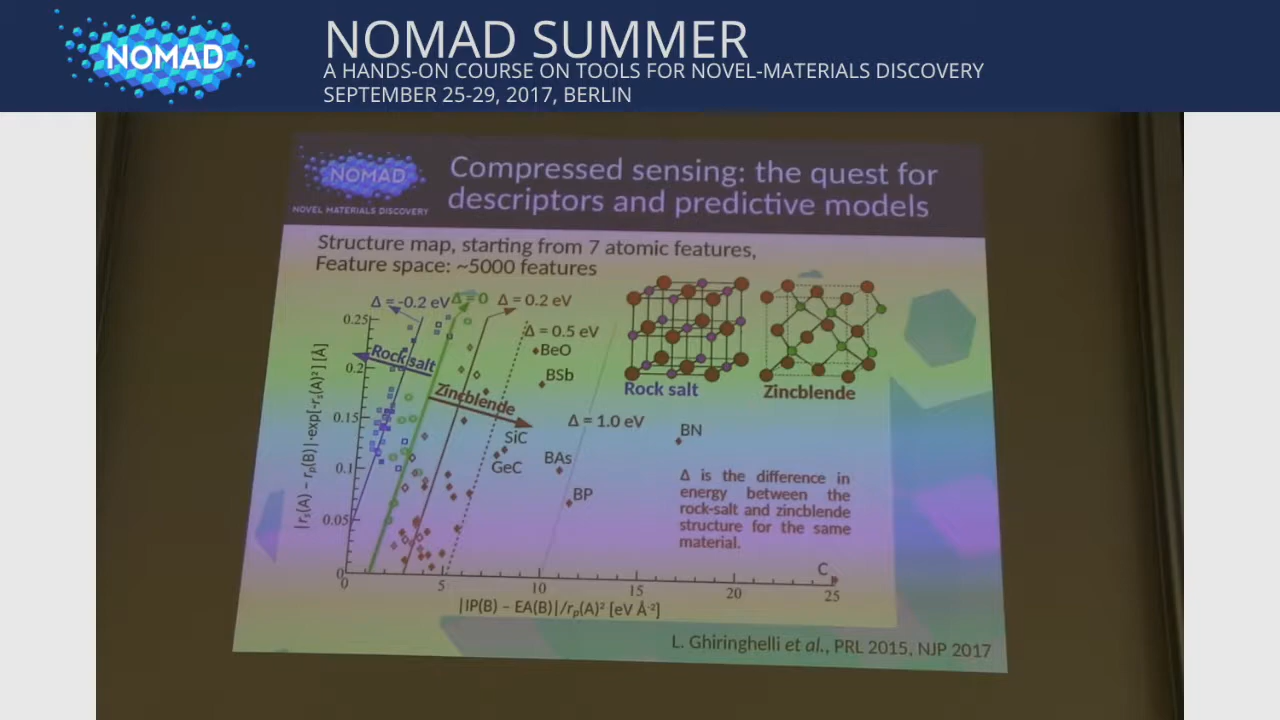 NOMAD
NOMAD SUMMER
A HANDS-ON COURSE ON TOOLS FOR NOVEL-MATERIALS DISCOVERY
SEPTEMBER 25-29, 2017, BERLIN
NOMAD
NOVEL MATERIALS DISCOVERY
Compressed sensing: the quest for
descriptors and predictive models
Structure map, starting from 7 atomic features,
Feature space: ~5000 features
Δ = -0.2 eV
Δ = 0
Δ = 0.2 eV
Δ = 0.5 eV
Δ = 1.0 eV
Rock salt
Zincblende
BeO
BSb
SiC
GeC
BAs
BP
BN
C
Rock salt
Zincblende
Δ is the difference in
energy between the
rock-salt and zincblende
structure for the same
material.
|rₛ(A) − rₚ(B)|·exp[-rₛ(A)²] [Å]
0.25
0.2
0.15
0.1
0.05
0
0
5
10
15
20
25
|IP(B) − EA(B)|/rₚ(A)² [eV Å⁻²]
L. Ghiringhelli et al., PRL 2015, NJP 2017